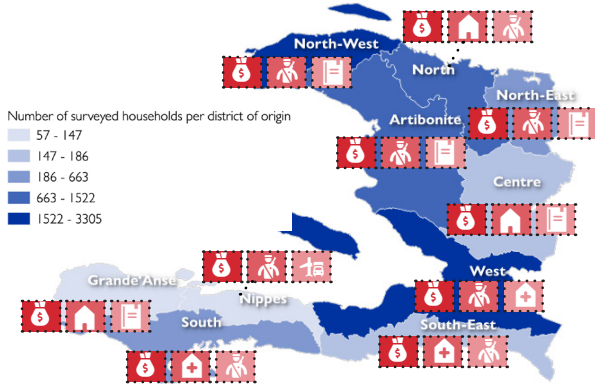 North-West
North
North-East
Number of surveyed households per district of origin
Artibonite
57 - 147
147 - 186
186 - 663
663 - 1522
1522 - 3305
Centre
West
Grande'Anse
Nippes
South
South-East